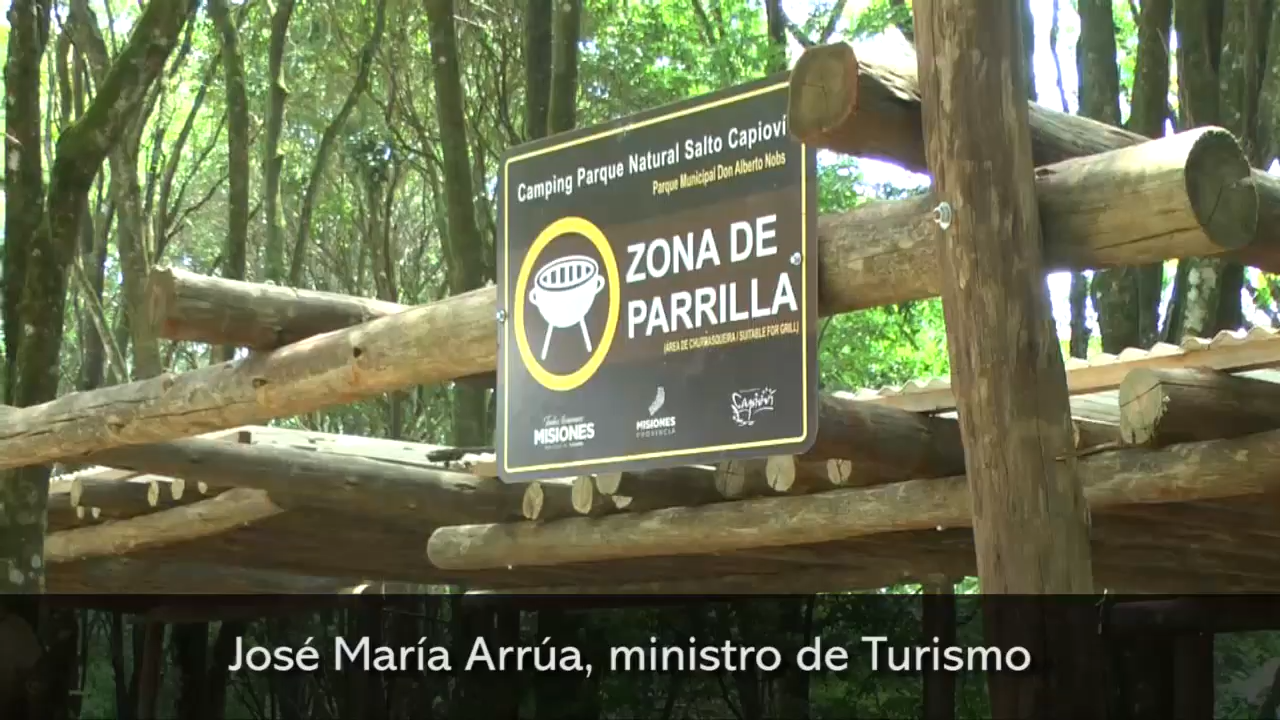 Camping Parque Natural Salto Capioví
Parque Municipal Don Alberto Nobs
ZONA DE
PARRILLA
(ÁREA DE CHURRASQUEIRA / SUITABLE FOR GRILL)
MISIONES
MISIONES
PROVINCIA
Capioví
José María Arrúa, ministro de Turismo